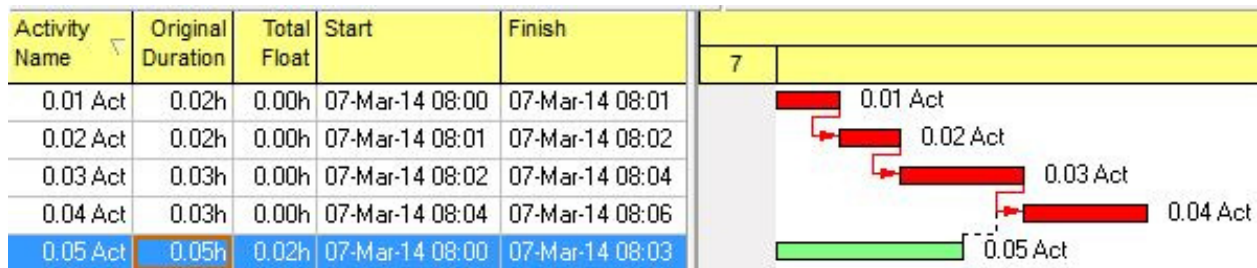 Activity Name Original Duration Total Float Start Finish
7
0.01 Act 0.02h 0.00h 07-Mar-14 08:00 07-Mar-14 08:01 0.01 Act
0.02 Act 0.02h 0.00h 07-Mar-14 08:01 07-Mar-14 08:02 0.02 Act
0.03 Act 0.03h 0.00h 07-Mar-14 08:02 07-Mar-14 08:04 0.03 Act
0.04 Act 0.03h 0.00h 07-Mar-14 08:04 07-Mar-14 08:06 0.04 Act
0.05 Act 0.05h 0.02h 07-Mar-14 08:00 07-Mar-14 08:03 0.05 Act